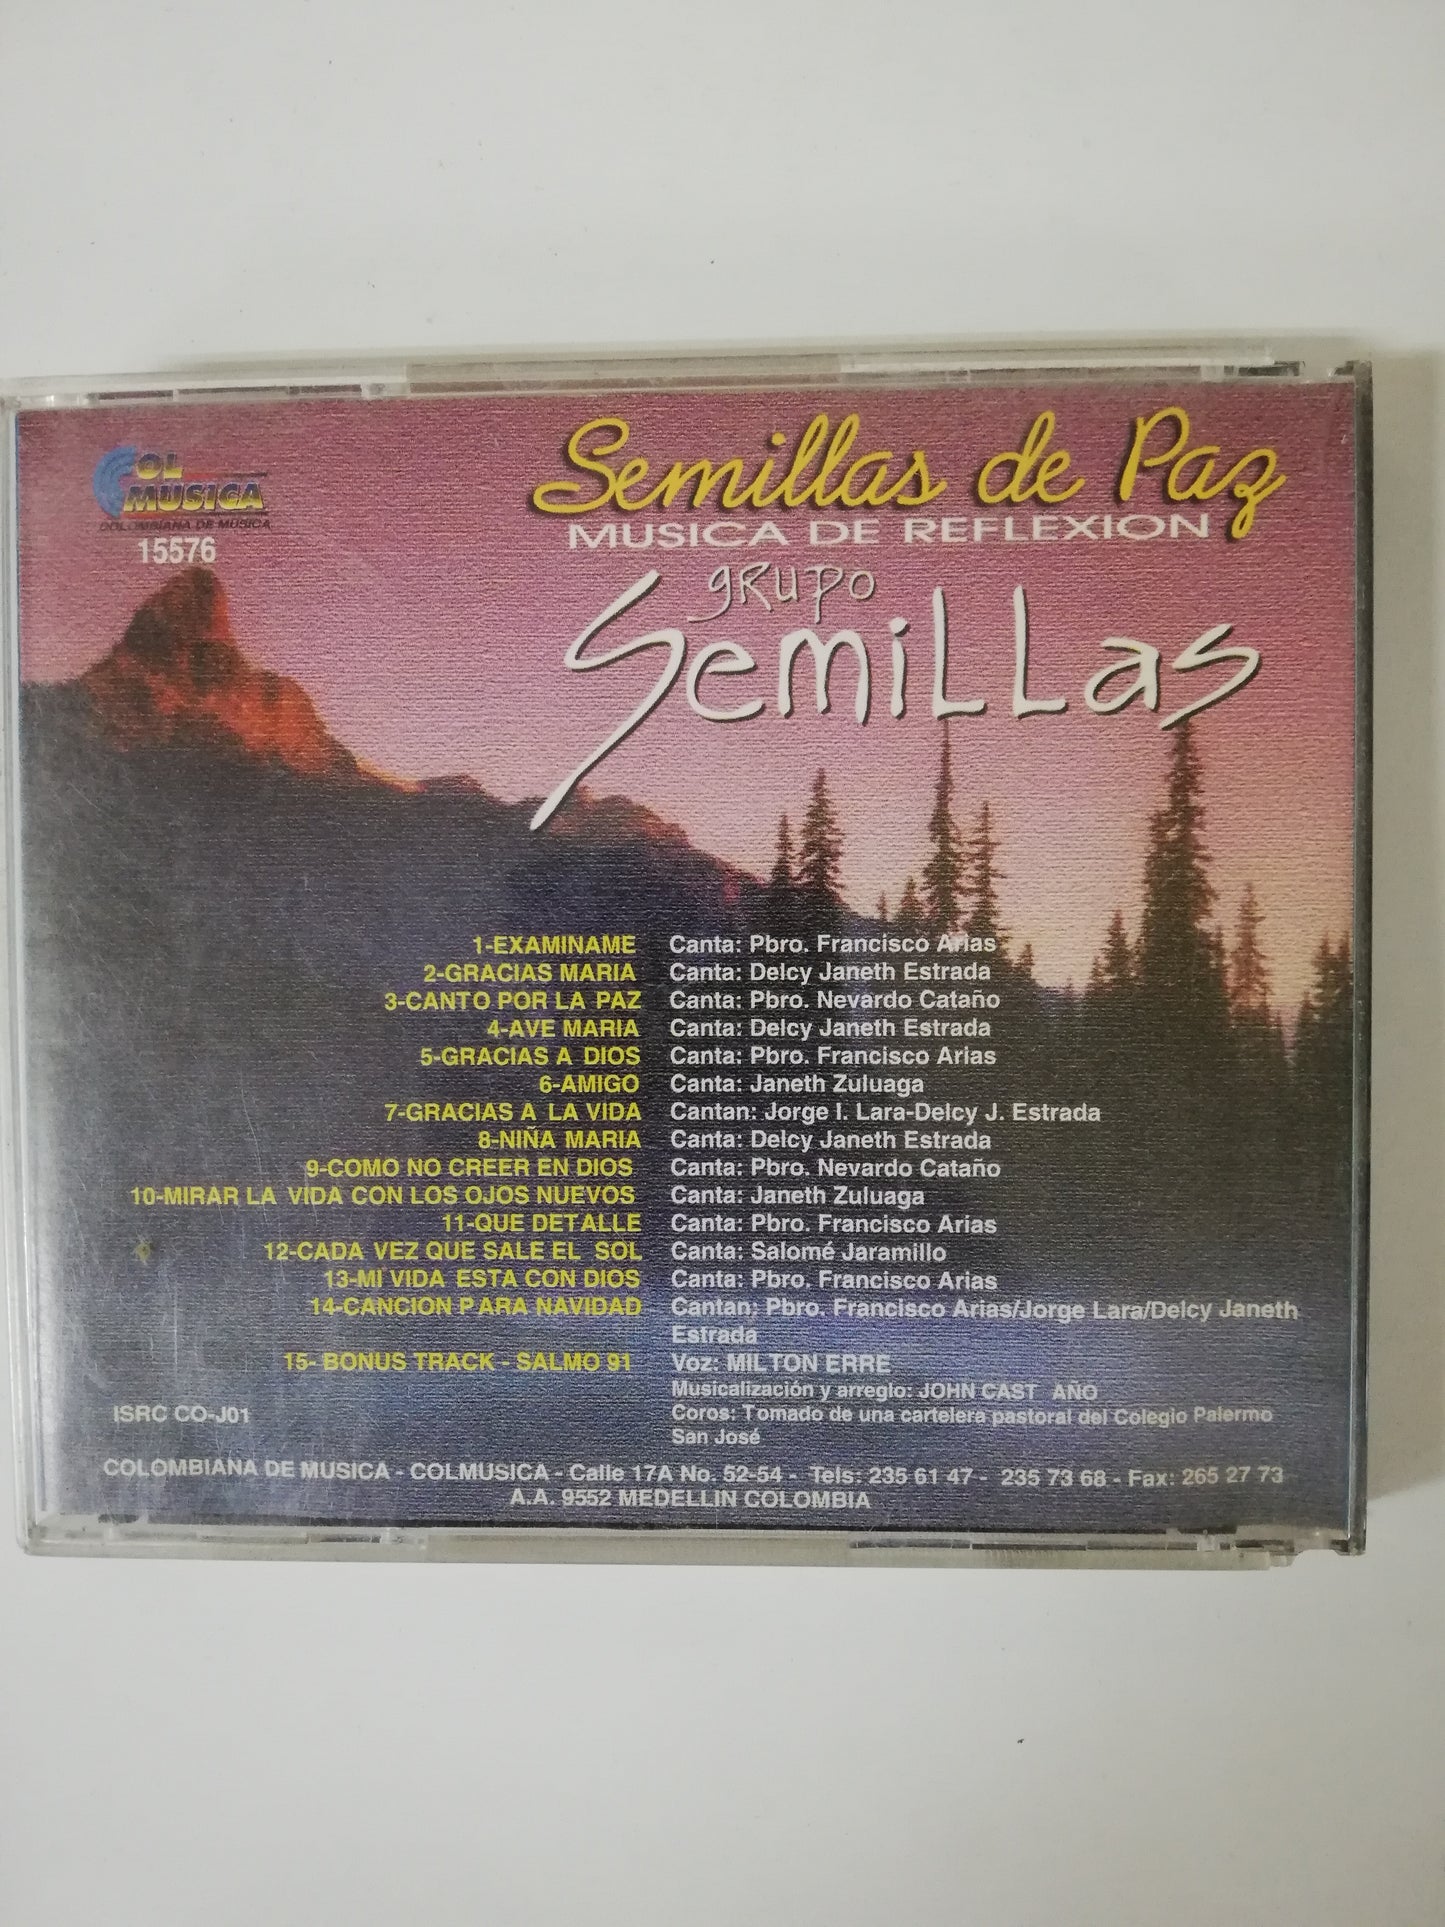 COL
MUSICA
COLOMBIANA DE MUSICA
15576
Semillas de Paz
MUSICA DE REFLEXION
GRUPO
Semillas
1-EXAMINAME Canta: Pbro. Francisco Arias
2-GRACIAS MARIA Canta: Delcy Janeth Estrada
3-CANTO POR LA PAZ Canta: Pbro. Nevardo Cataño
4-AVE MARIA Canta: Delcy Janeth Estrada
5-GRACIAS A DIOS Canta: Pbro. Francisco Arias
6-AMIGO Canta: Janeth Zuluaga
7-GRACIAS A LA VIDA Cantan: Jorge I. Lara-Delcy J. Estrada
8-NIÑA MARIA Canta: Delcy Janeth Estrada
9-COMO NO CREER EN DIOS Canta: Pbro. Nevardo Cataño
10-MIRAR LA VIDA CON LOS OJOS NUEVOS Canta: Janeth Zuluaga
11-QUE DETALLE Canta: Pbro. Francisco Arias
12-CADA VEZ QUE SALE EL SOL Canta: Salomé Jaramillo
13-MI VIDA ESTA CON DIOS Canta: Pbro. Francisco Arias
14-CANCION PARA NAVIDAD Cantan: Pbro. Francisco Arias/Jorge Lara/Delcy Janeth
Estrada
15- BONUS TRACK - SALMO 91 Voz: MILTON ERRE
Musicalización y arreglo: JOHN CAST AÑO
Coros: Tomado de una cartelera pastoral del Colegio Palermo
San José
ISRC CO-J01
COLOMBIANA DE MUSICA - COLMUSICA - Calle 17A No. 52-54 - Tels: 235 61 47 - 235 73 68 - Fax: 265 27 73
A.A. 9552 MEDELLIN COLOMBIA